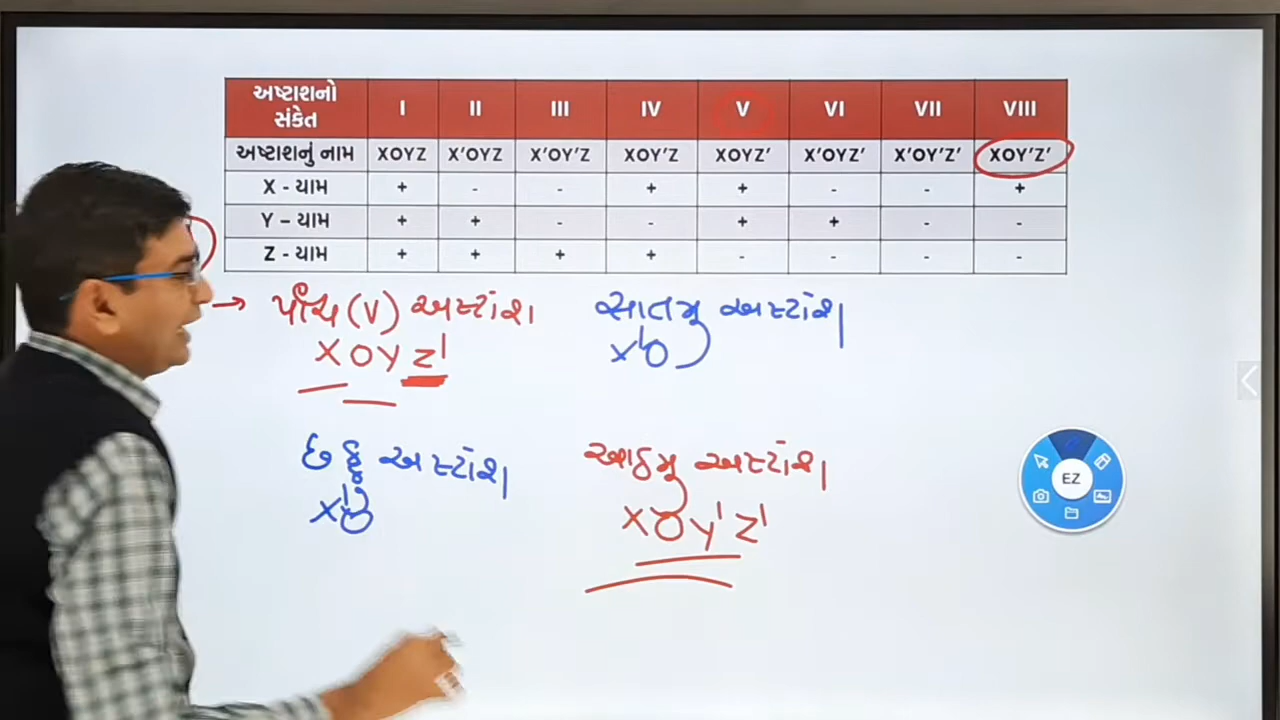 અષ્ટાશનો સંકેત I II III IV V VI VII VIII
અષ્ટાશનું નામ XOYZ X'OYZ X'OY'Z XOY'Z XOYZ' X'OYZ' X'OY'Z' XOY'Z'
X - યામ + - - + + - - +
Y – યામ + + - - + + - -
Z - યામ + + + + - - - -
→ પાંચ (V) અષ્ટાંશ
XOYZ'
સાતમુ અષ્ટાંશ
X'O
છઠ્ઠુ અષ્ટાંશ
X'O
આઠમુ અષ્ટાંશ
XOY'Z'
EZ